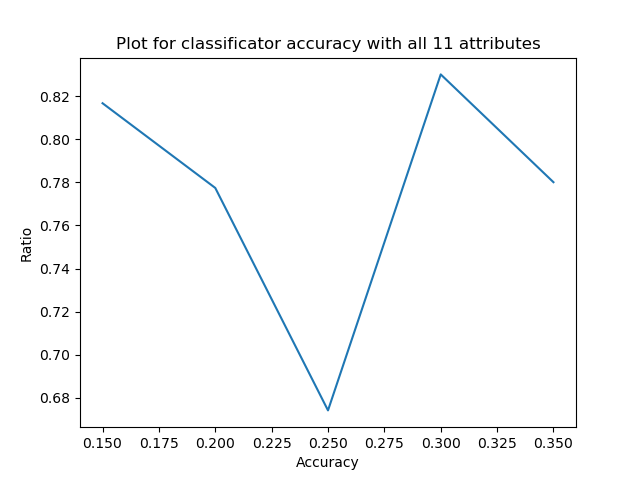 Plot for classificator accuracy with all 11 attributes
0.82
0.80
0.78
0.76
0.74
0.72
0.70
0.68
Ratio
0.150 0.175 0.200 0.225 0.250 0.275 0.300 0.325 0.350
Accuracy